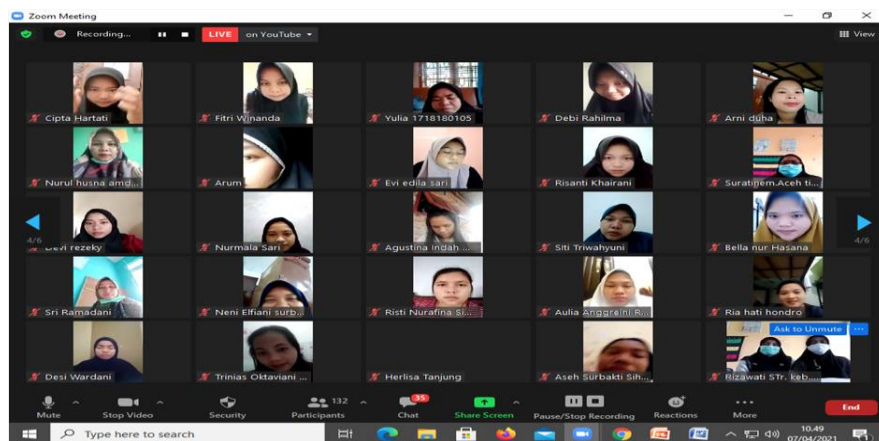 Zoom Meeting
Recording... LIVE on YouTube View
Cipta Hartati Fitri Winanda Yulia 1718180105 Debi Rahilma Arni duha
Nurul husna amd... Arum Evi edila sari Risanti Khairani Suratinem.Aceh ti...
4/6 Devi rezeky Nurmala Sari Agustina Indah ... Siti Triwahyuni Bella nur Hasana 4/6
Sri Ramadani Neni Elfiani surb... Risti Nurafina Si... Aulia Anggreini R... Ria hati hondro
Ask to Unmute ...
Desi Wardani Trinias Oktaviani ... Herlisa Tanjung Aseh Surbakti Sih... Rizawati STr. keb....
132 35
Mute Stop Video Security Participants Chat Share Screen Pause/Stop Recording Reactions More End
Type here to search 10.49
07/04/2021